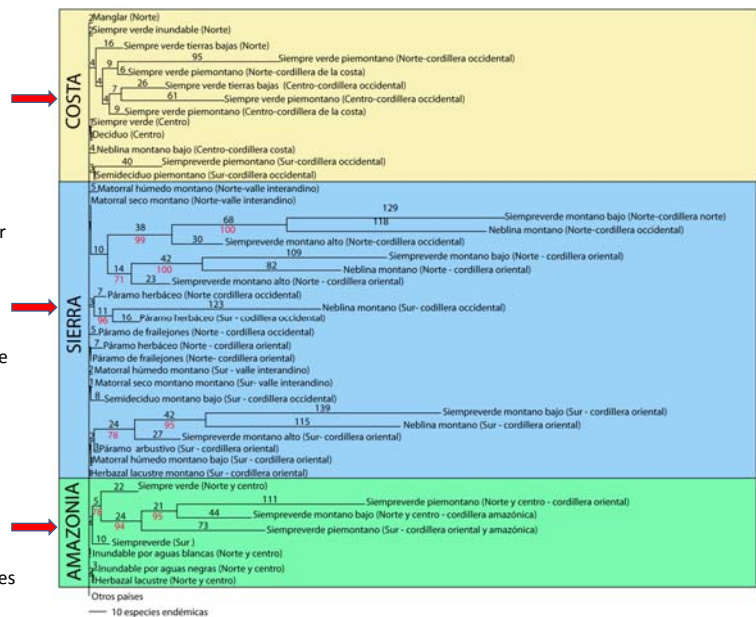 r
e
es
COSTA
2 Manglar (Norte)
2 Siempre verde inundable (Norte)
16 Siempre verde tierras bajas (Norte)
95 Siempre verde piemontano (Norte-cordillera occidental)
4 9 6 Siempre verde piemontano (Norte-cordillera de la costa)
4 26 Siempre verde tierras bajas (Centro-cordillera occidental)
7 61 Siempre verde piemontano (Centro-cordillera occidental)
4 9 Siempre verde piemontano (Centro-cordillera de la costa)
Siempre verde (Centro)
Deciduo (Centro)
4 Neblina montano bajo (Centro-cordillera costa)
40 Siempreverde piemontano (Sur-cordillera occidental)
3 Semideciduo piemontano (Sur-cordiilera occidental)
SIERRA
5 Matorral húmedo montano (Norte-valle interandino)
Matorral seco montano (Norte-valle interandino)
129 Siempreverde montano bajo (Norte-cordillera norte)
38 68 118 Neblina montano (Norte-cordillera occidental)
99 100
30 Siempreverde montano alto (Norte-cordillera occidental)
10 109 Siempreverde montano bajo (Norte - cordillera oriental)
14 42 82 Neblina montano (Norte - cordillera oriental)
71 100
23 Siempreverde montano alto (Norte - cordillera oriental)
7 Páramo herbáceo (Norte cordillera occidental)
11 123 Neblina montano (Sur- codillera occidental)
96 16 Páramo herbáceo (Sur - codillera occidental)
5 Páramo de frailejones (Norte - cordillera occidental)
7 Páramo herbáceo (Norte - cordillera oriental)
Páramo de frailejones (Norte- cordillera oriental)
2 Matorral húmedo montano (Sur - valle interandino)
1 Matorral seco montano montano (Sur- valle interandino)
8 Semideciduo montano bajo (Sur - cordillera occidental)
139 Siempreverde montano bajo (Sur - cordillera oriental)
24 42 115 Neblina montano (Sur - cordillera oriental)
78 95
2 27 Siempreverde montano alto (Sur- cordillera oriental)
3 Páramo arbustivo (Sur - cordillera oriental)
Matorral húmedo montano bajo (Sur - cordillera oriental)
Herbazal lacustre montano (Sur - cordillera oriental)
AMAZONIA
22 Siempre verde (Norte y centro)
5 111 Siempreverde piemontano (Norte y centro - cordillera oriental)
24 21 44 Siempreverde montano bajo (Norte y centro - cordillera amazónica)
94 95
73 Siempreverde piemontano (Sur - cordillera oriental y amazónica)
10 Siempreverde (Sur )
Inundable por aguas blancas (Norte y centro)
3 Inundable por aguas negras (Norte y centro)
4 Herbazal lacustre (Norte y centro)
Otros países
10 especies endémicas